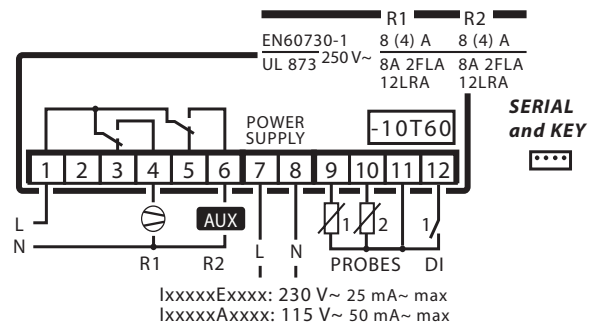 R1 R2
EN60730-1 250 V~ 8 (4) A 8 (4) A
UL 873 8A 2FLA 8A 2FLA
12LRA 12LRA
SERIAL
and KEY
POWER
SUPPLY
-10T60
1 2 3 4 5 6 7 8 9 10 11 12
L
N
AUX
1 2 1
R1 R2 L N PROBES DI
IxxxxxExxxx: 230 V~ 25 mA~ max
IxxxxxAxxxx: 115 V~ 50 mA~ max